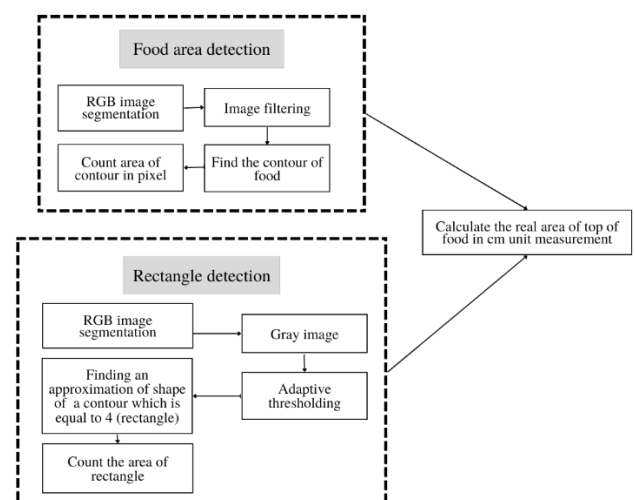 Food area detection
RGB image
segmentation
Image filtering
Count area of
contour in pixel
Find the contour of
food
Calculate the real area of top of
food in cm unit measurement
Rectangle detection
RGB image
segmentation
Gray image
Finding an
approximation of shape
of a contour which is
equal to 4 (rectangle)
Adaptive
thresholding
Count the area of
rectangle